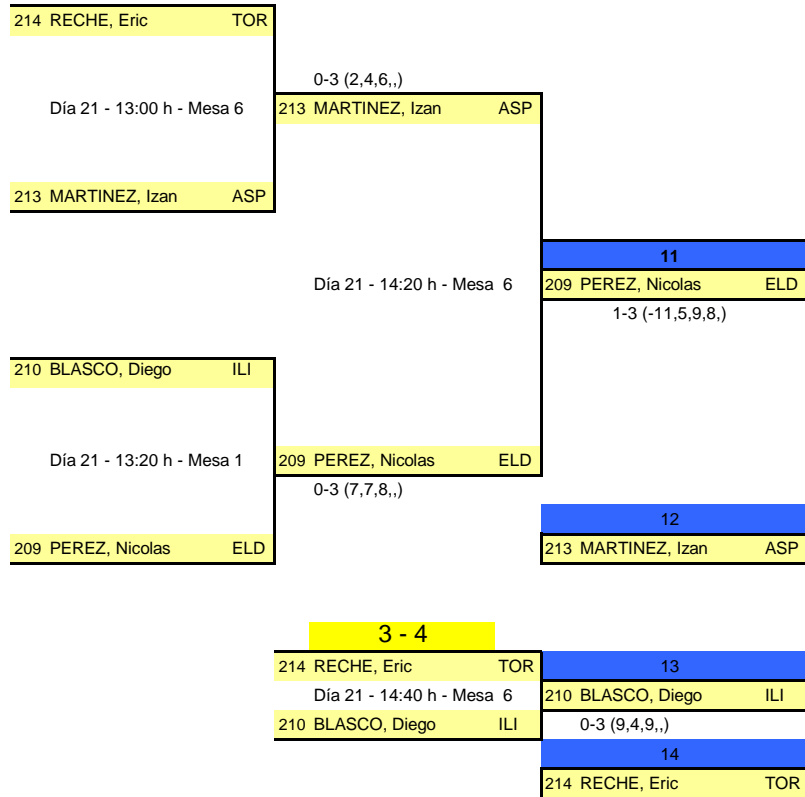 214 RECHE, Eric TOR
0-3 (2,4,6,,)
Día 21 - 13:00 h - Mesa 6
213 MARTINEZ, Izan ASP
213 MARTINEZ, Izan ASP
11
Día 21 - 14:20 h - Mesa 6
209 PEREZ, Nicolas ELD
1-3 (-11,5,9,8,)
210 BLASCO, Diego ILI
Día 21 - 13:20 h - Mesa 1
209 PEREZ, Nicolas ELD
0-3 (7,7,8,,)
12
209 PEREZ, Nicolas ELD
213 MARTINEZ, Izan ASP
3 - 4
214 RECHE, Eric TOR
13
Día 21 - 14:40 h - Mesa 6
210 BLASCO, Diego ILI
210 BLASCO, Diego ILI
0-3 (9,4,9,,)
14
214 RECHE, Eric TOR